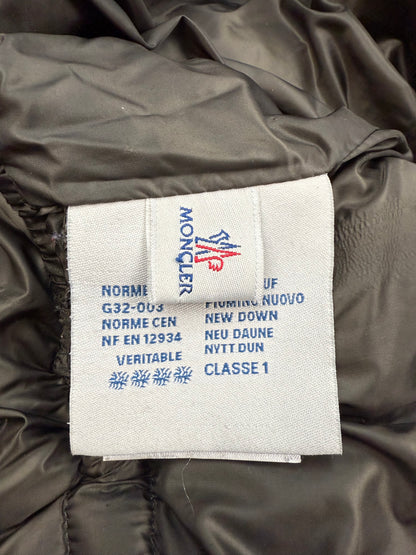 MONCLER
NORME
G32-003
NORME CEN
NF EN 12934
VERITABLE
UF
PIUMINO NUOVO
NEW DOWN
NEU DAUNE
NYTT DUN
CLASSE 1